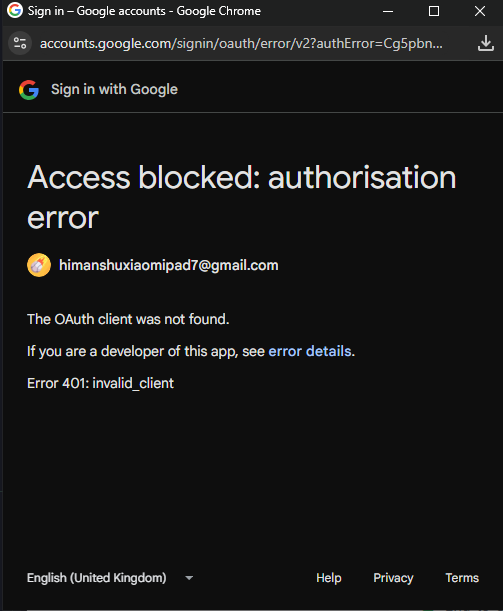 Sign in – Google accounts - Google Chrome
accounts.google.com/signin/oauth/error/v2?authError=Cg5pbn...
Sign in with Google
Access blocked: authorisation
error
himanshuxiaomipad7@gmail.com
The OAuth client was not found.
If you are a developer of this app, see error details.
Error 401: invalid_client
English (United Kingdom)
Help
Privacy
Terms